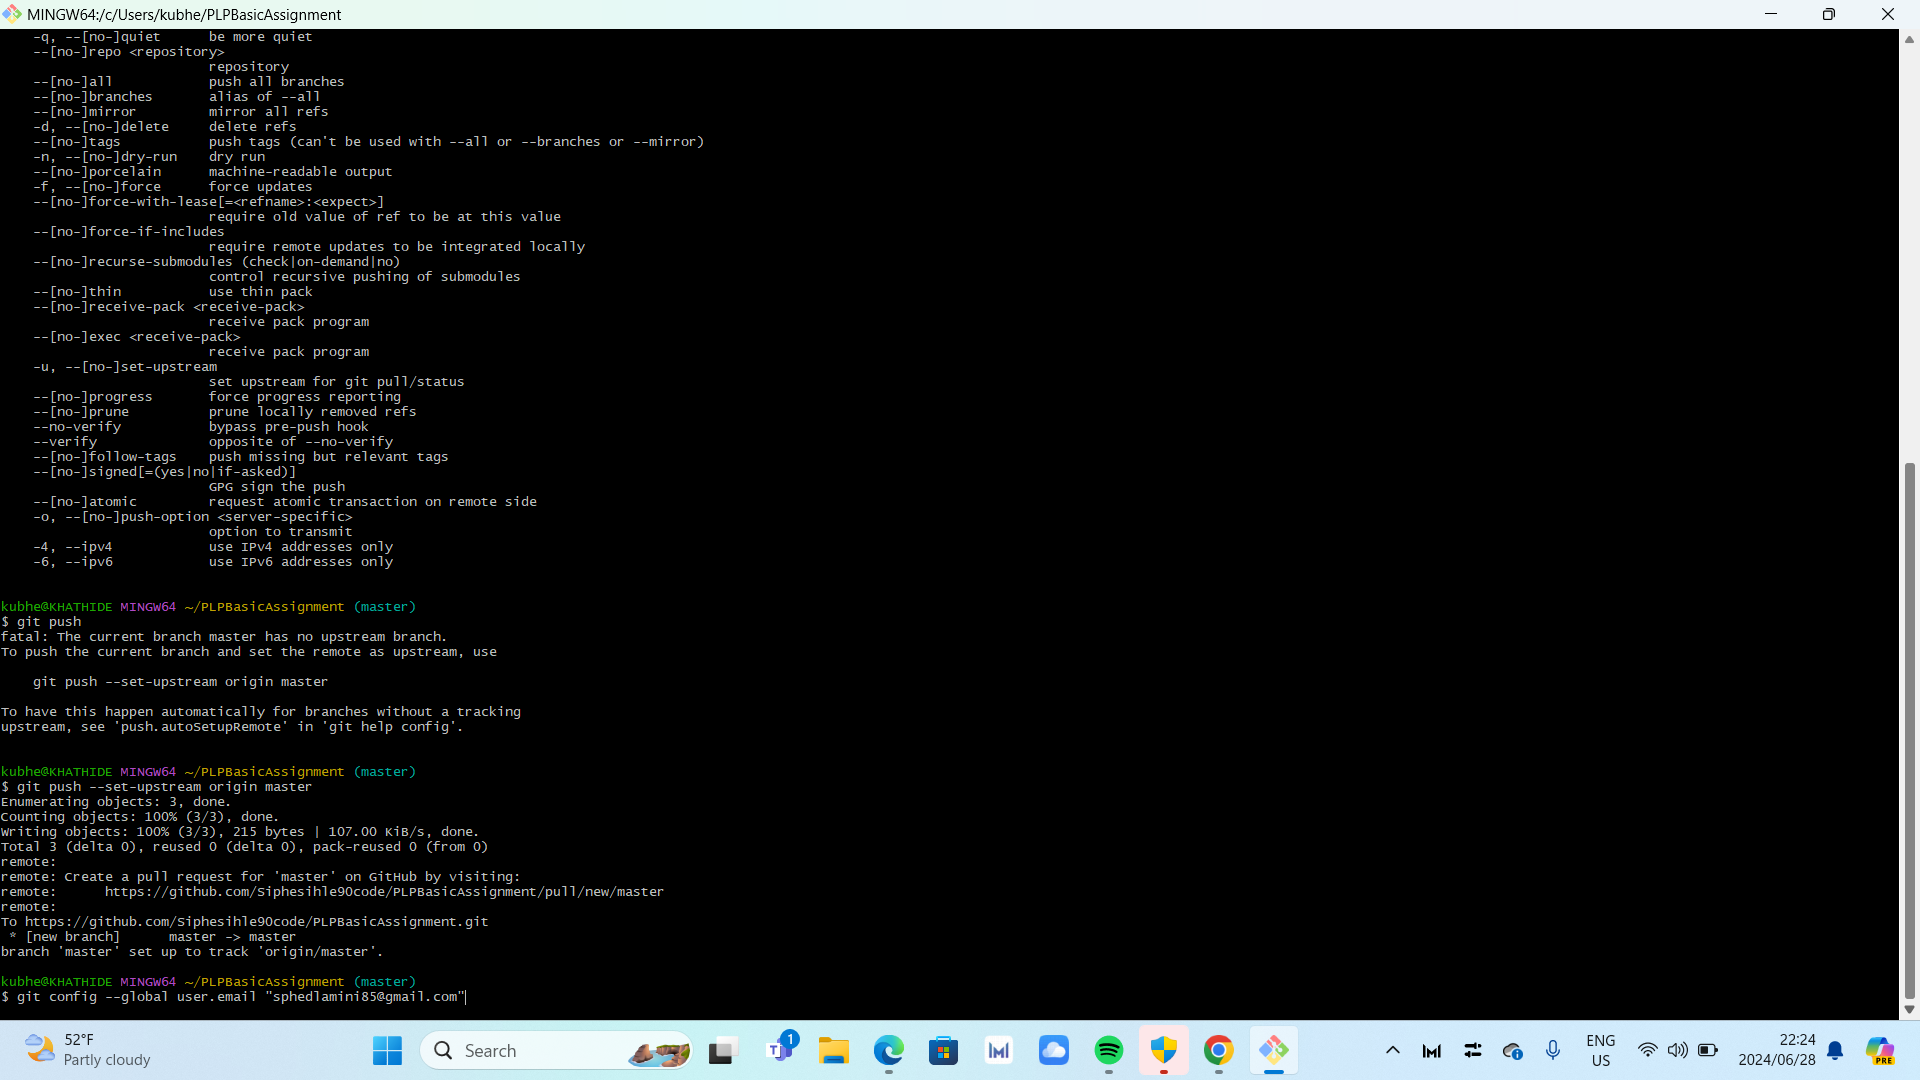 MINGW64:/c/Users/kubhe/PLPBasicAssignment
-q, --[no-]quiet be more quiet
--[no-]repo <repository>
repository
--[no-]all push all branches
--[no-]branches alias of --all
--[no-]mirror mirror all refs
-d, --[no-]delete delete refs
--[no-]tags push tags (can't be used with --all or --branches or --mirror)
-n, --[no-]dry-run dry run
--[no-]porcelain machine-readable output
-f, --[no-]force force updates
--[no-]force-with-lease[=<refname>:<expect>]
require old value of ref to be at this value
--[no-]force-if-includes
require remote updates to be integrated locally
--[no-]recurse-submodules (check|on-demand|no)
control recursive pushing of submodules
--[no-]thin use thin pack
--[no-]receive-pack <receive-pack>
receive pack program
--[no-]exec <receive-pack>
receive pack program
-u, --[no-]set-upstream
set upstream for git pull/status
--[no-]progress force progress reporting
--[no-]prune prune locally removed refs
--no-verify bypass pre-push hook
--verify opposite of --no-verify
--[no-]follow-tags push missing but relevant tags
--[no-]signed[=(yes|no|if-asked)]
GPG sign the push
--[no-]atomic request atomic transaction on remote side
-o, --[no-]push-option <server-specific>
option to transmit
-4, --ipv4 use IPv4 addresses only
-6, --ipv6 use IPv6 addresses only
kubhe@KHATHIDE MINGW64 ~/PLPBasicAssignment (master)
$ git push
fatal: The current branch master has no upstream branch.
To push the current branch and set the remote as upstream, use
git push --set-upstream origin master
To have this happen automatically for branches without a tracking
upstream, see 'push.autoSetupRemote' in 'git help config'.
kubhe@KHATHIDE MINGW64 ~/PLPBasicAssignment (master)
$ git push --set-upstream origin master
Enumerating objects: 3, done.
Counting objects: 100% (3/3), done.
Writing objects: 100% (3/3), 215 bytes | 107.00 KiB/s, done.
Total 3 (delta 0), reused 0 (delta 0), pack-reused 0 (from 0)
remote:
remote: Create a pull request for 'master' on GitHub by visiting:
remote: https://github.com/Siphesihle90code/PLPBasicAssignment/pull/new/master
remote:
To https://github.com/Siphesihle90code/PLPBasicAssignment.git
* [new branch] master -> master
branch 'master' set up to track 'origin/master'.
kubhe@KHATHIDE MINGW64 ~/PLPBasicAssignment (master)
$ git config --global user.email "sphedlamini85@gmail.com"
52°F
Partly cloudy
Search
1
ENG
US
22:24
2024/06/28
PRE